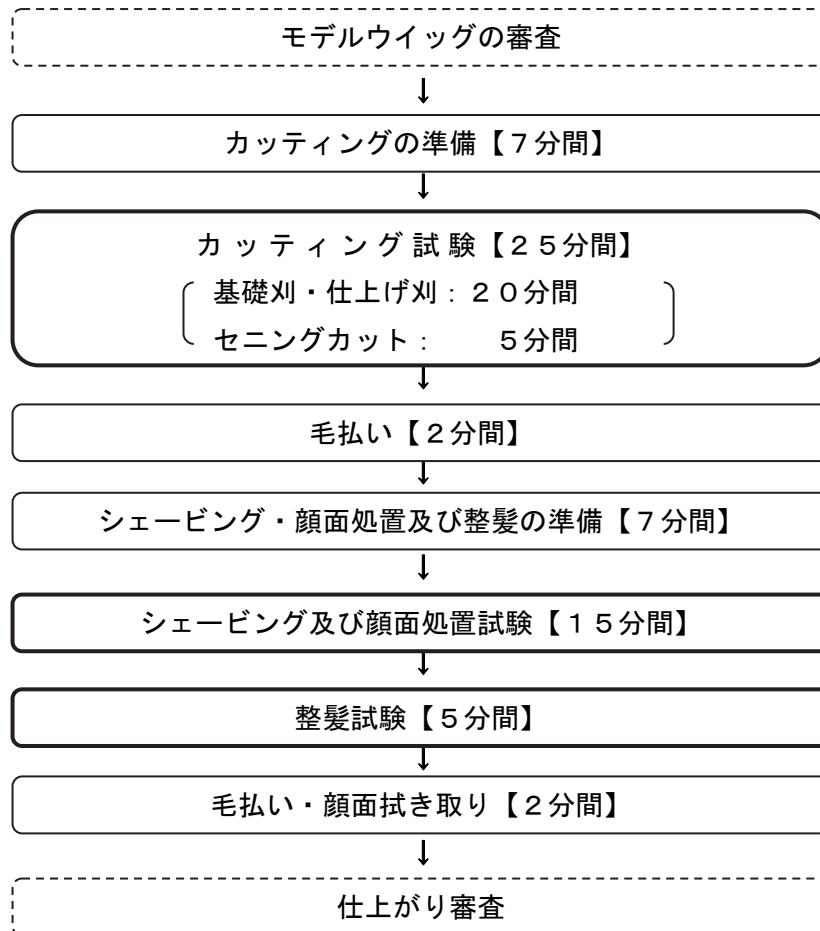 モデルウイッグの審査
↓
カッティングの準備【７分間】
↓
カッティング試験【２５分間】
基礎刈・仕上げ刈：２０分間
セニングカット：　　５分間
↓
毛払い【２分間】
↓
シェービング・顔面処置及び整髪の準備【７分間】
↓
シェービング及び顔面処置試験【１５分間】
↓
整髪試験【５分間】
↓
毛払い・顔面拭き取り【２分間】
↓
仕上がり審査